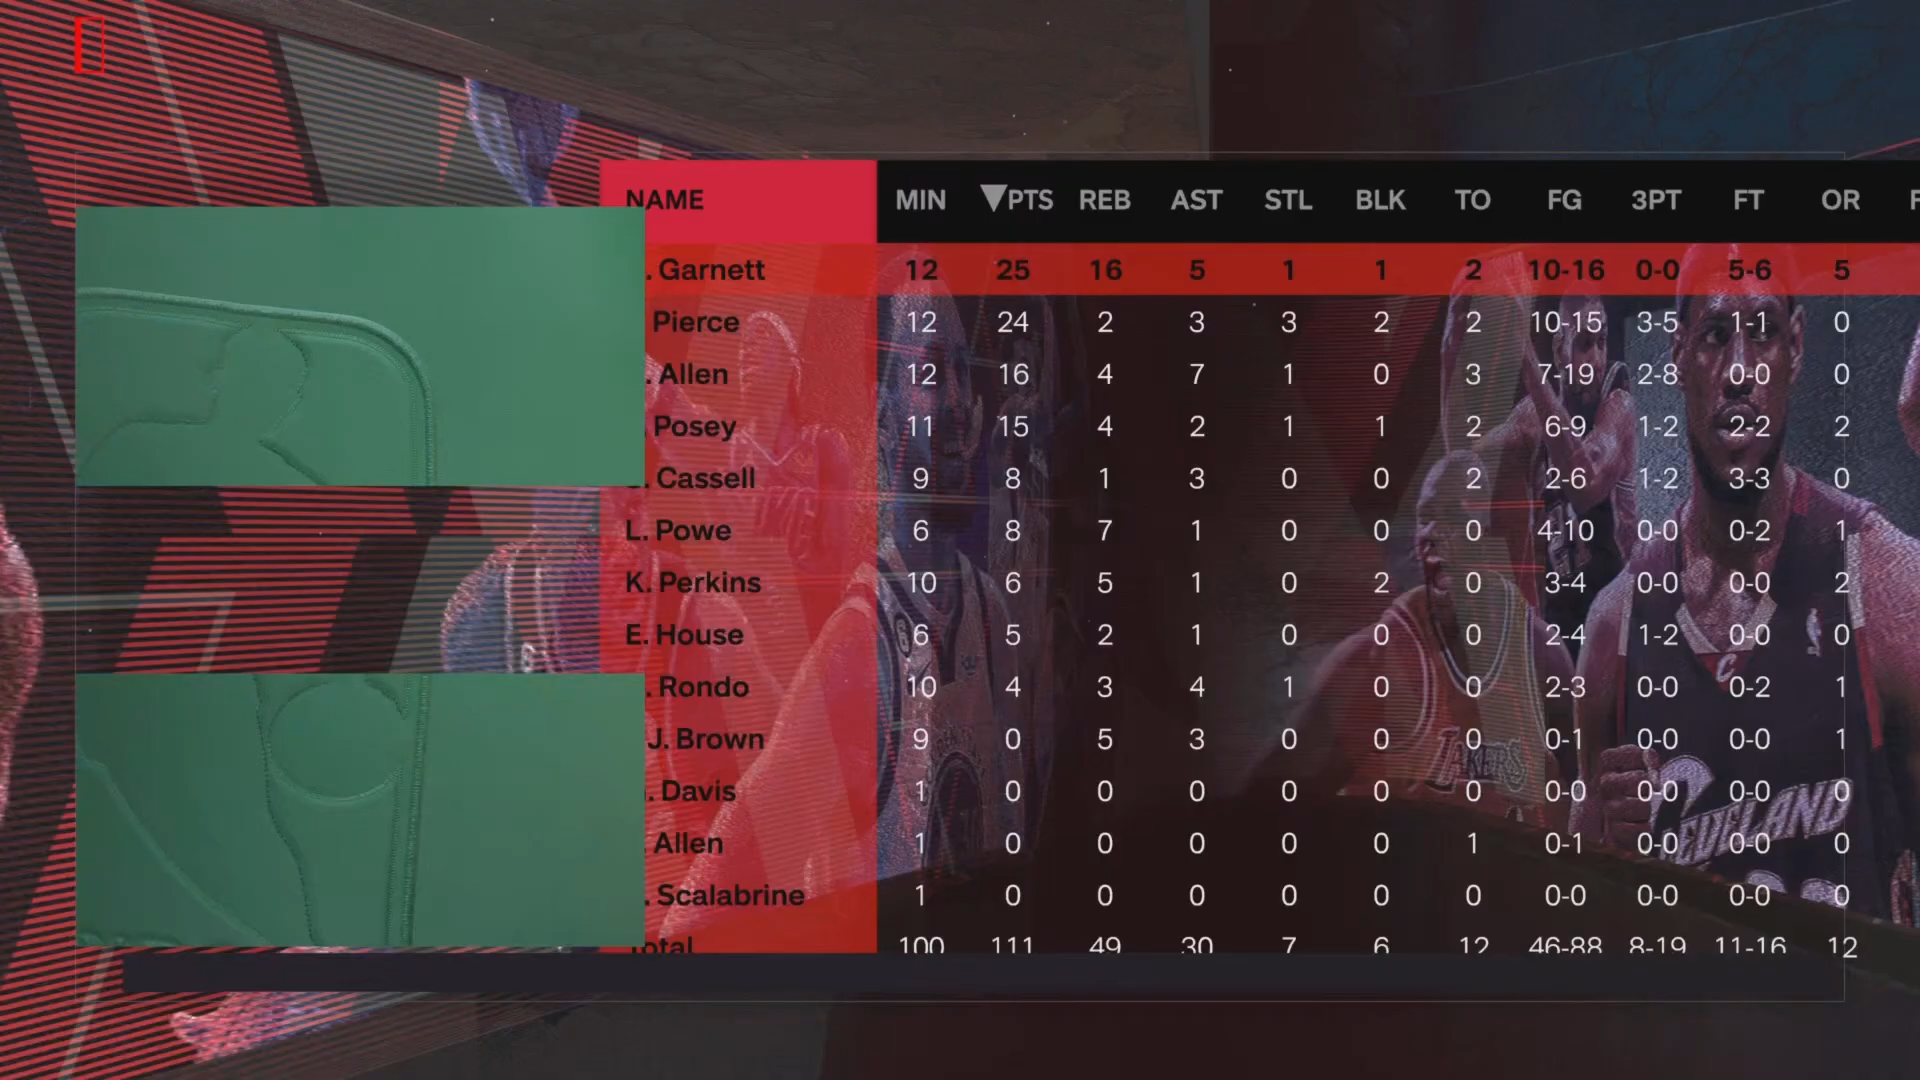 NAME MIN ▼PTS REB AST STL BLK TO FG 3PT FT OR
. Garnett 12 25 16 5 1 1 2 10-16 0-0 5-6 5
Pierce 12 24 2 3 3 2 2 10-15 3-5 1-1 0
. Allen 12 16 4 7 1 0 3 7-19 2-8 0-0 0
Posey 11 15 4 2 1 1 2 6-9 1-2 2-2 2
. Cassell 9 8 1 3 0 0 2 2-6 1-2 3-3 0
L. Powe 6 8 7 1 0 0 0 4-10 0-0 0-2 1
K. Perkins 10 6 5 1 0 2 0 3-4 0-0 0-0 2
E. House 6 5 2 1 0 0 0 2-4 1-2 0-0 0
. Rondo 10 4 3 4 1 0 0 2-3 0-0 0-2 1
J. Brown 9 0 5 3 0 0 0 0-1 0-0 0-0 1
. Davis 1 0 0 0 0 0 0 0-0 0-0 0-0 0
. Allen 1 0 0 0 0 0 1 0-1 0-0 0-0 0
. Scalabrine 1 0 0 0 0 0 0 0-0 0-0 0-0 0
Total 100 111 49 30 7 6 12 46-88 8-19 11-16 12
LAKERS
CLEVELAND